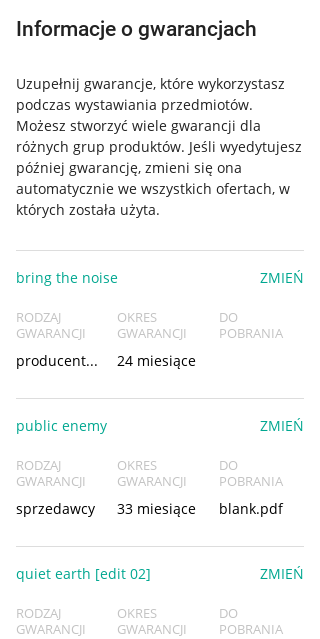 Informacje o gwarancjach
Uzupełnij gwarancje, które wykorzystasz
podczas wystawiania przedmiotów.
Możesz stworzyć wiele gwarancji dla
różnych grup produktów. Jeśli wyedytujesz
później gwarancję, zmieni się ona
automatycznie we wszystkich ofertach, w
których została użyta.
bring the noise ZMIEŃ
RODZAJ OKRES DO
GWARANCJI GWARANCJI POBRANIA
producent... 24 miesiące
public enemy ZMIEŃ
RODZAJ OKRES DO
GWARANCJI GWARANCJI POBRANIA
sprzedawcy 33 miesiące blank.pdf
quiet earth [edit 02] ZMIEŃ
RODZAJ OKRES DO
GWARANCJI GWARANCJI POBRANIA